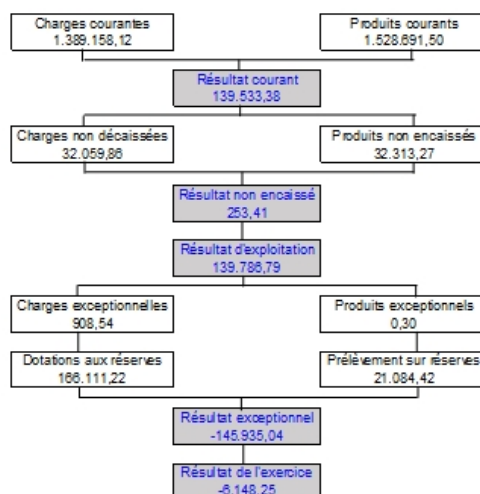 Charges courantes
1.389.158,12
Produits courants
1.528.691,50
Résultat courant
139.533,38
Charges non décaissées
32.059,86
Produits non encaissés
32.313,27
Résultat non encaissé
253,41
Résultat d'exploitation
139.786,79
Charges exceptionnelles
908,54
Produits exceptionnels
0,30
Dotations aux réserves
166.111,22
Prélèvement sur réserves
21.084,42
Résultat exceptionnel
-145.935,04
Résultat de l'exercice
-6.148,25